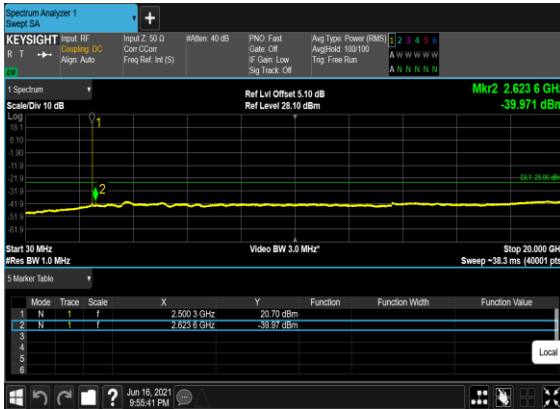 Spectrum Analyzer 1
Swept SA
+
KEYSIGHT Input: RF Input Z: 50 Ω #Atten: 40 dB PNO: Fast Avg Type: Power (RMS) 1 2 3 4 5 6
R T Coupling: DC Corr CCorr Gate: Off Avg|Hold: 100/100 A W W W W W
Align: Auto Freq Ref: Int (S) IF Gain: Low Trig: Free Run
Sig Track: Off A N N N N N
LXI
1 Spectrum
Ref Lvl Offset 5.10 dB Mkr2 2.623 6 GHz
Scale/Div 10 dB Ref Level 28.10 dBm -39.971 dBm
Log
18.1
8.10
-1.90
-11.9
-21.9
-31.9
-41.9
-51.9
-61.9
1
2
DL1 -25.00 dBm
Start 30 MHz Video BW 3.0 MHz* Stop 20.000 GHz
#Res BW 1.0 MHz Sweep ~38.3 ms (40001 pts)
5 Marker Table
Mode Trace Scale X Y Function Function Width Function Value
1 N 1 f 2.500 3 GHz 20.70 dBm
2 N 1 f 2.623 6 GHz -39.97 dBm
3
4
5
6
Local
? Jun 16, 2021
9:55:41 PM